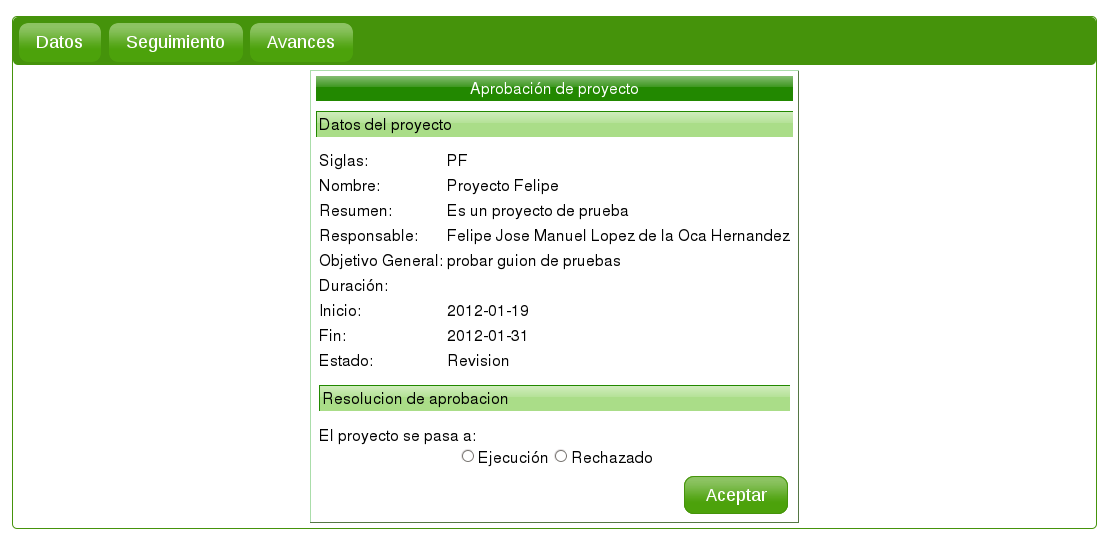 Datos Seguimiento Avances
Aprobación de proyecto
Datos del proyecto
Siglas: PF
Nombre: Proyecto Felipe
Resumen: Es un proyecto de prueba
Responsable: Felipe Jose Manuel Lopez de la Oca Hernandez
Objetivo General: probar guion de pruebas
Duración:
Inicio: 2012-01-19
Fin: 2012-01-31
Estado: Revision
Resolucion de aprobacion
El proyecto se pasa a:
Ejecución Rechazado
Aceptar